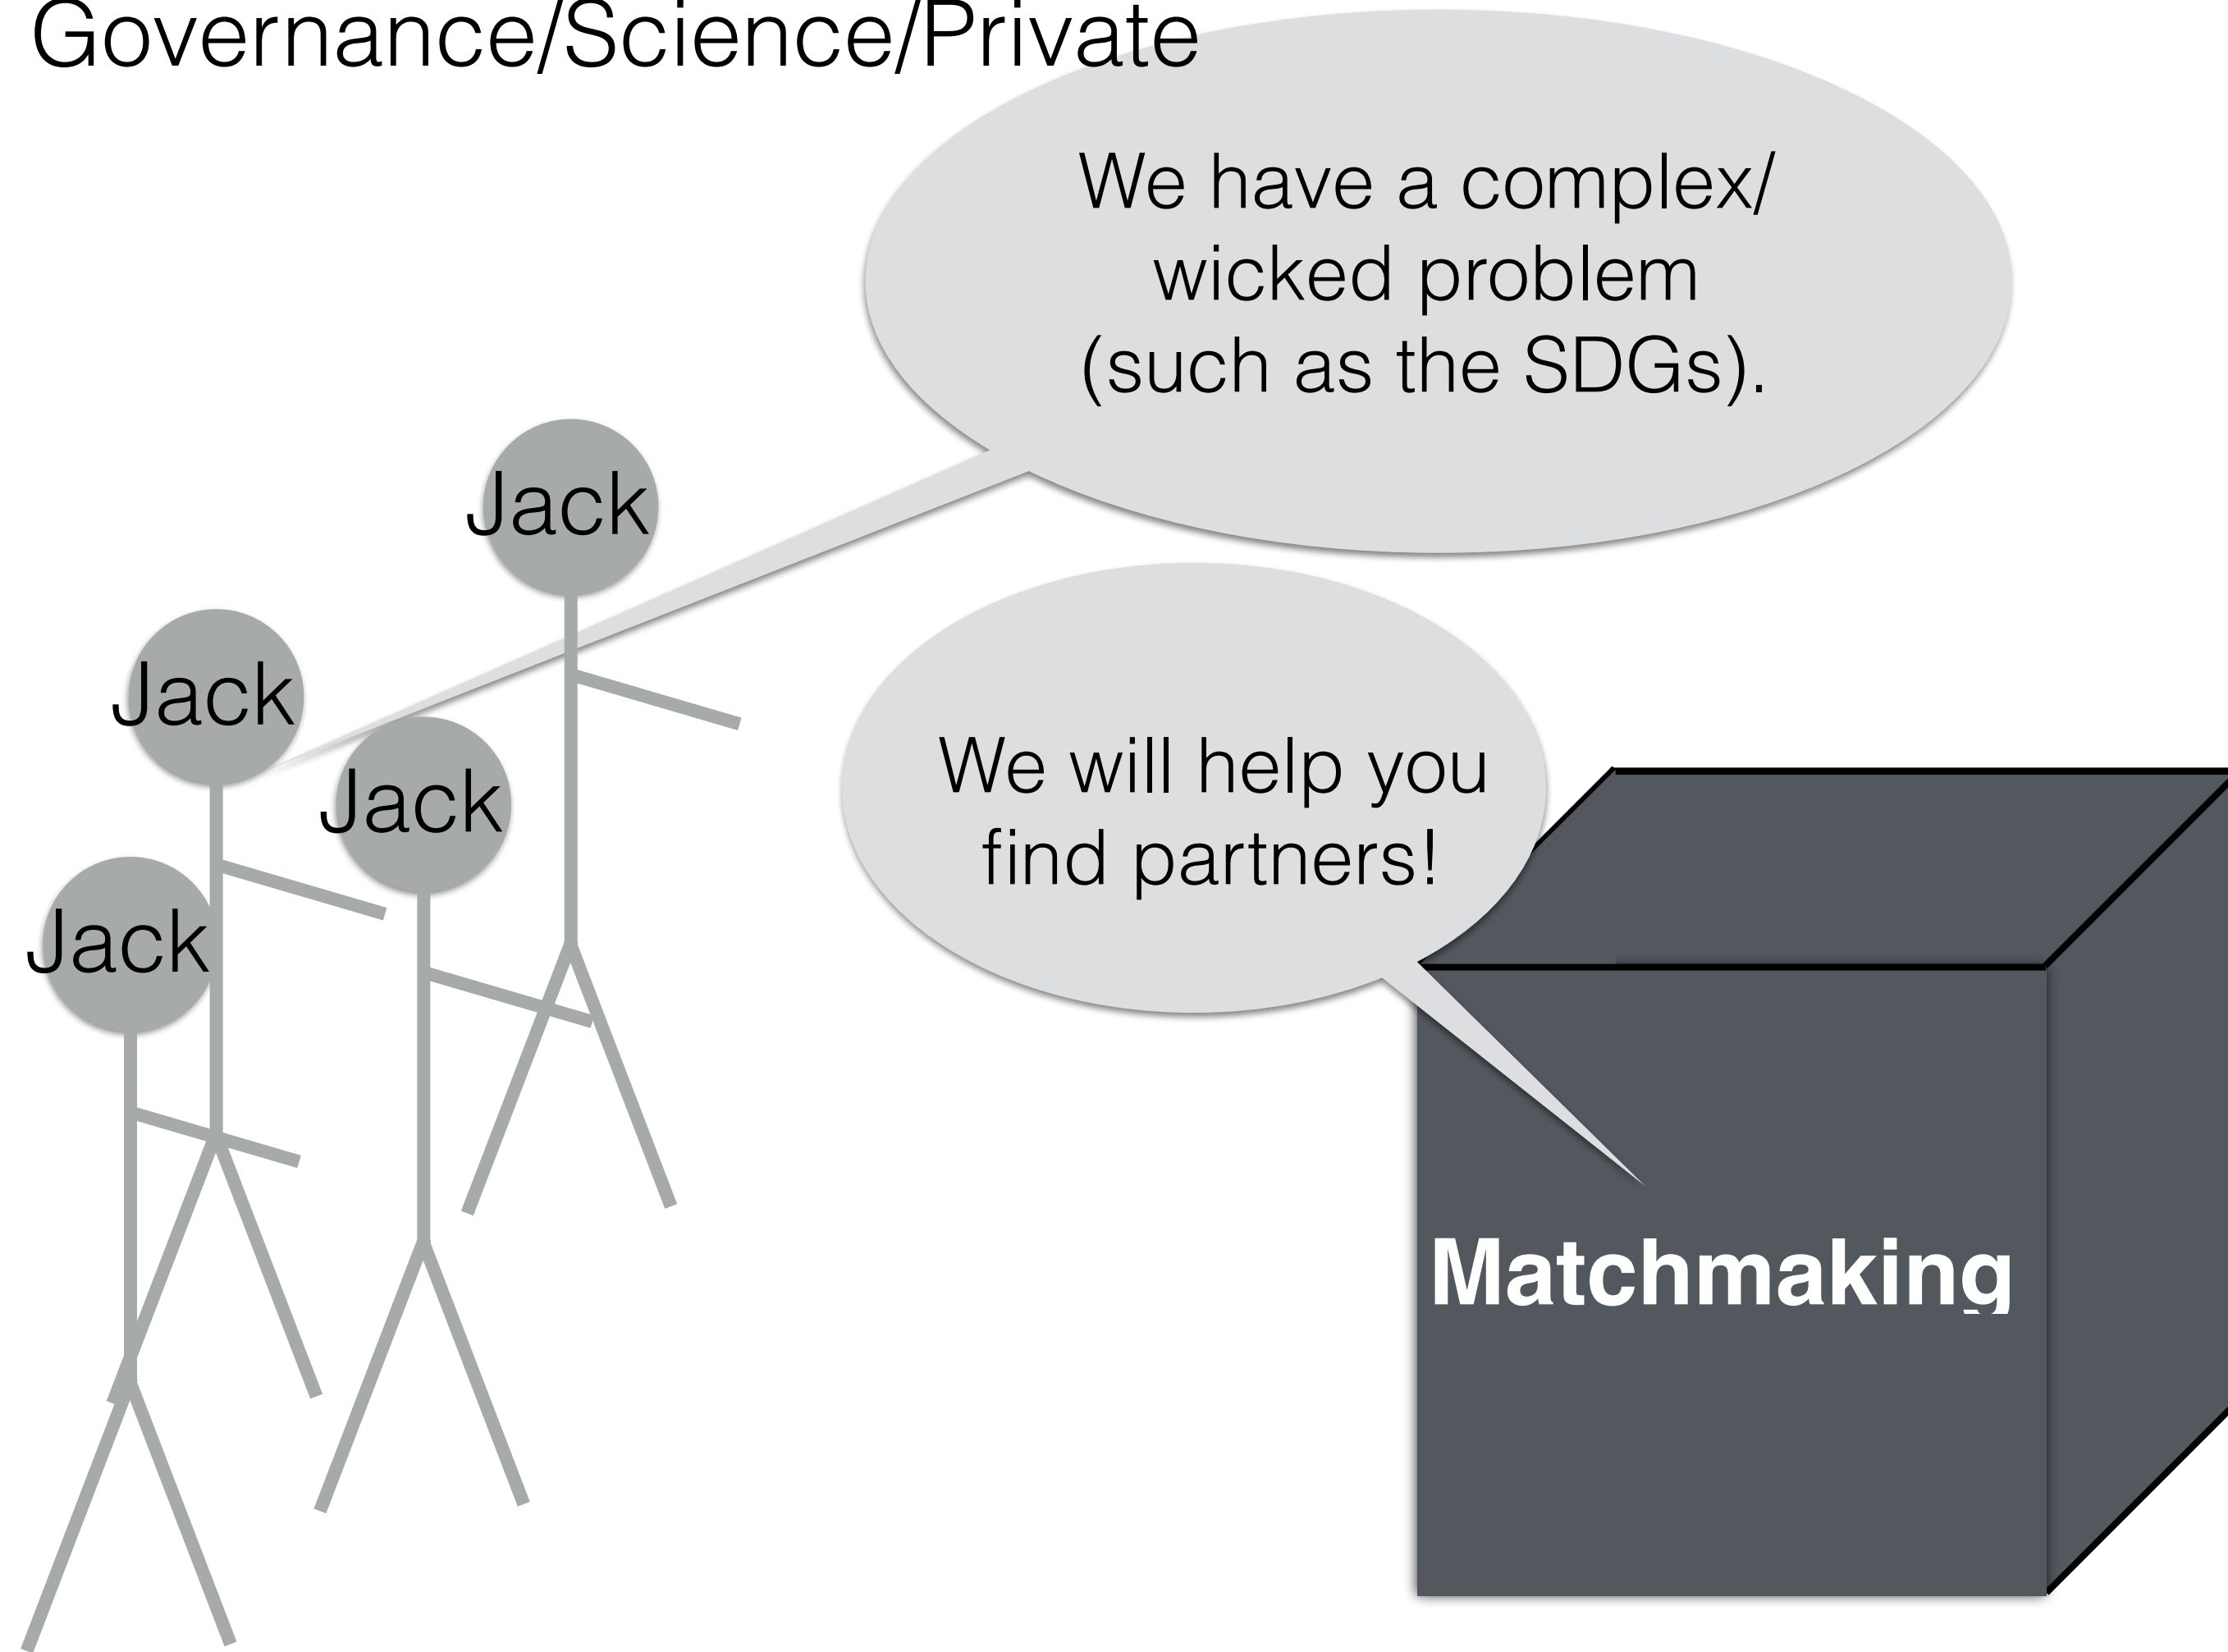 Governance/Science/Private
We have a complex/
wicked problem
(such as the SDGs).
Jack
Jack
Jack
Jack
We will help you
find partners!
Matchmaking